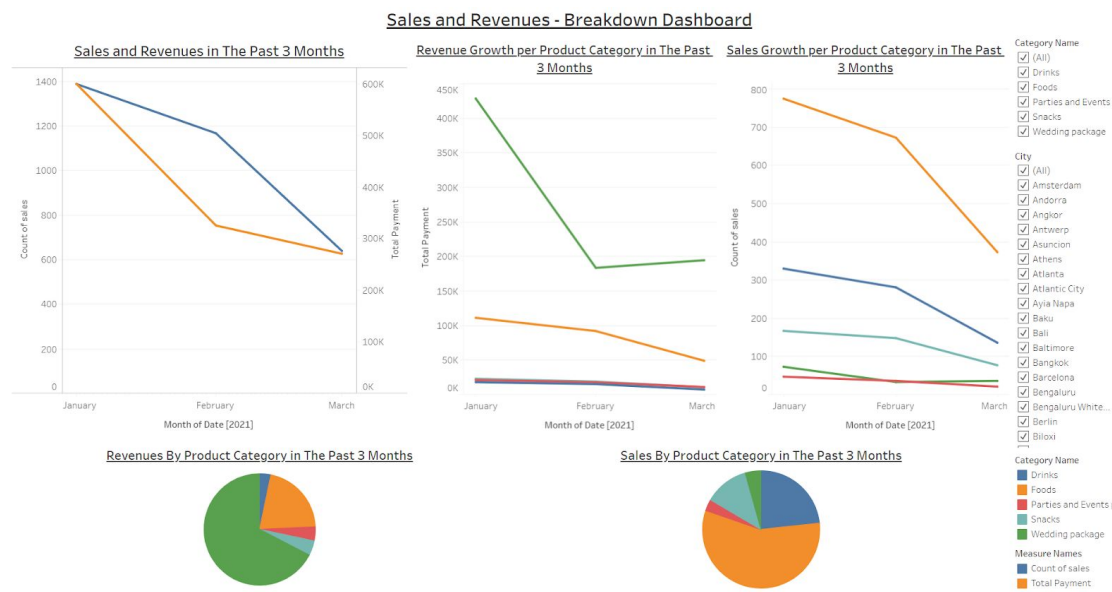 Sales and Revenues - Breakdown Dashboard
Sales and Revenues in The Past 3 Months
1400
1200
1000
800
600
400
200
0
Count of sales
600K
500K
400K
300K
200K
100K
0K
Total Payment
January
February
March
Month of Date [2021]
Revenue Growth per Product Category in The Past
3 Months
450K
400K
350K
300K
250K
200K
150K
100K
50K
0K
Total Payment
January
February
March
Month of Date [2021]
Sales Growth per Product Category in The Past
3 Months
800
700
600
500
400
300
200
100
0
Count of sales
January
February
March
Month of Date [2021]
Category Name
(All)
Drinks
Foods
Parties and Events
Snacks
Wedding package
City
(All)
Amsterdam
Andorra
Angkor
Antwerp
Asuncion
Athens
Atlanta
Atlantic City
Ayia Napa
Baku
Bali
Baltimore
Bangkok
Barcelona
Bengaluru
Bengaluru White...
Berlin
Biloxi
Revenues By Product Category in The Past 3 Months
Sales By Product Category in The Past 3 Months
Category Name
Drinks
Foods
Parties and Events
Snacks
Wedding package
Measure Names
Count of sales
Total Payment